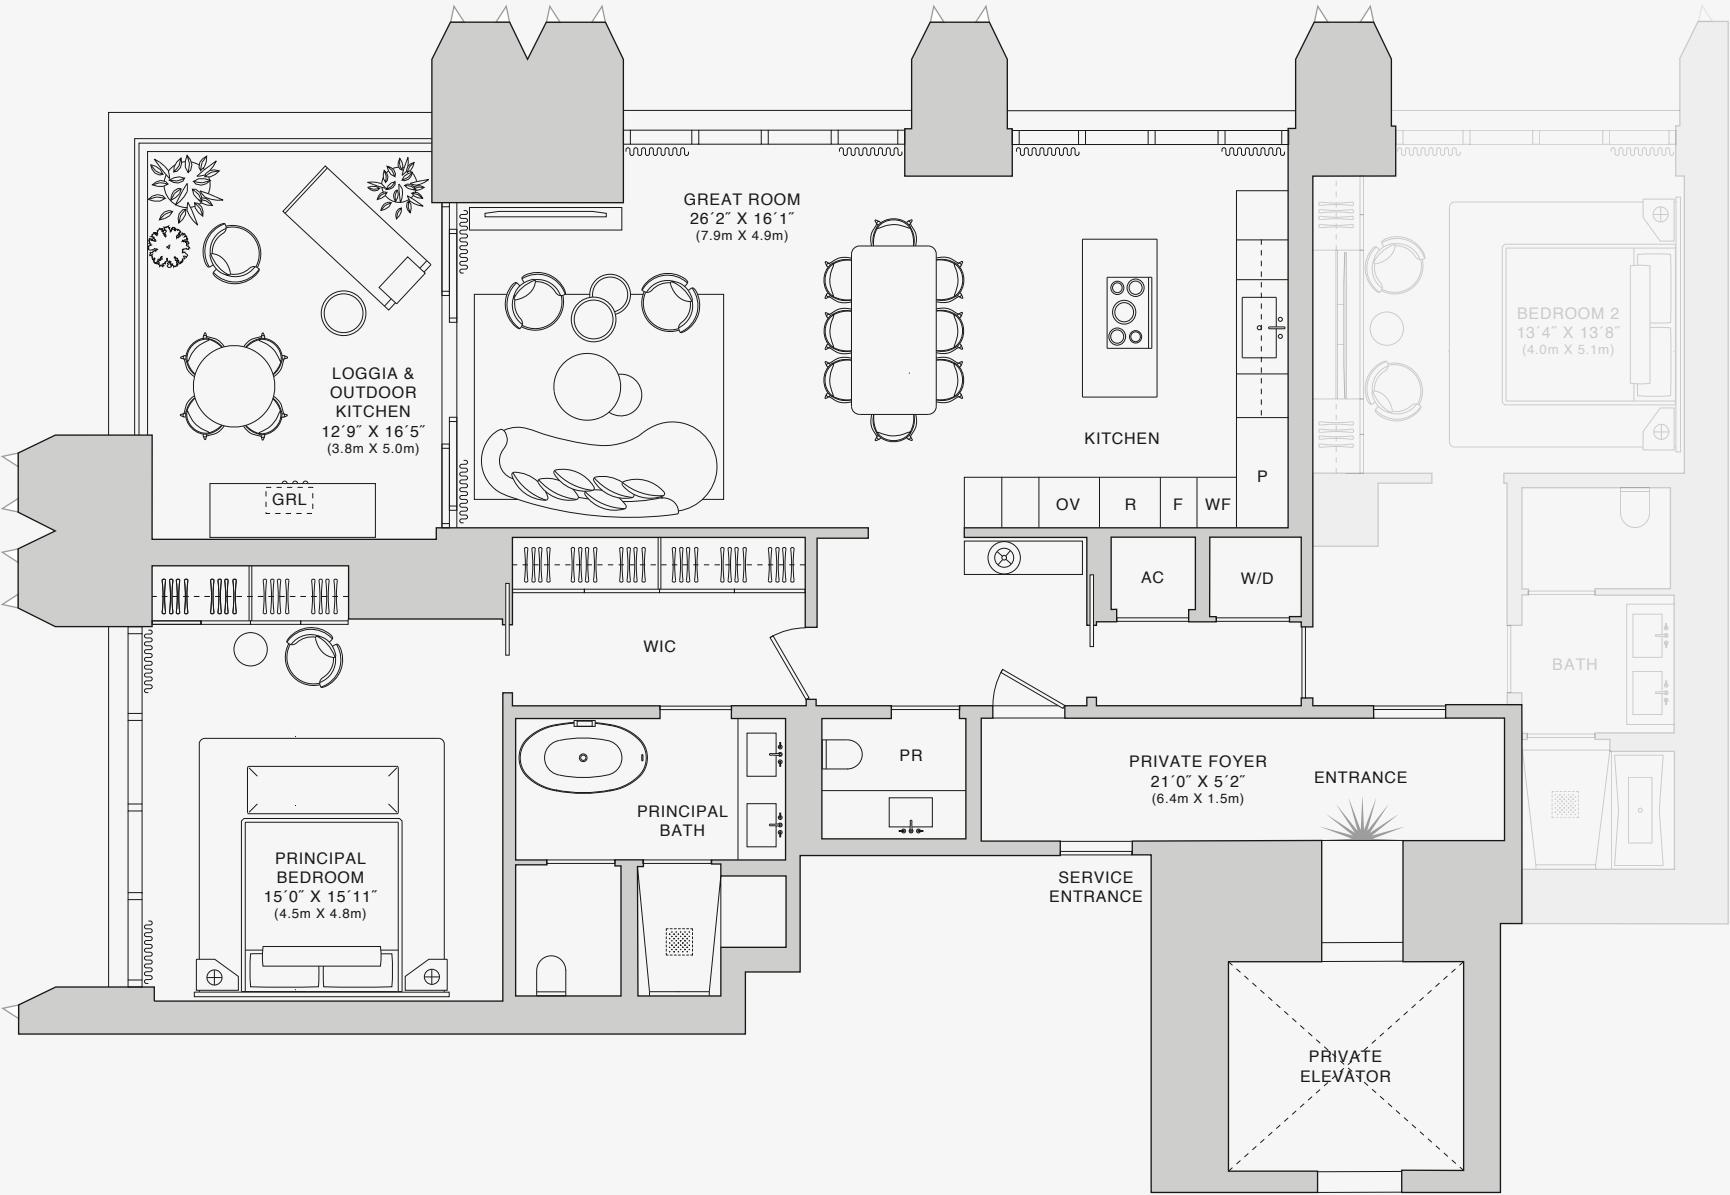 GREAT ROOM
26´2˝ X 16´1˝
(7.9m X 4.9m)
BEDROOM 2
13´4˝ X 13´8˝
(4.0m X 5.1m)
LOGGIA &
OUTDOOR
KITCHEN
12´9˝ X 16´5˝
(3.8m X 5.0m)
KITCHEN
GRL
OV
R
F
WF
P
AC
W/D
WIC
BATH
PR
PRIVATE FOYER
21´0˝ X 5´2˝
(6.4m X 1.5m)
ENTRANCE
PRINCIPAL
BATH
PRINCIPAL
BEDROOM
15´0˝ X 15´11˝
(4.5m X 4.8m)
SERVICE
ENTRANCE
PRIVATE
ELEVATOR